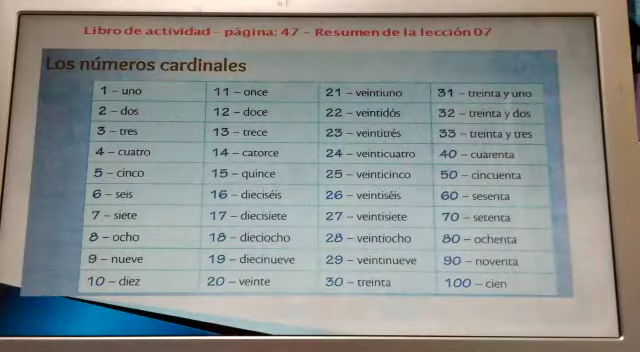 Libro de actividad - página: 47 - Resumen de la lección 07
Los números cardinales
1 - uno 11 - once 21 - veintiuno 31 - treinta y uno
2 - dos 12 - doce 22 - veintidós 32 - treinta y dos
3 - tres 13 - trece 23 - veintitrés 33 - treinta y tres
4 - cuatro 14 - catorce 24 - veinticuatro 40 - cuarenta
5 - cinco 15 - quince 25 - veinticinco 50 - cincuenta
6 - seis 16 - dieciséis 26 - veintiséis 60 - sesenta
7 - siete 17 - diecisiete 27 - veintisiete 70 - setenta
8 - ocho 18 - dieciocho 28 - veintiocho 80 - ochenta
9 - nueve 19 - diecinueve 29 - veintinueve 90 - noventa
10 - diez 20 - veinte 30 - treinta 100 - cien